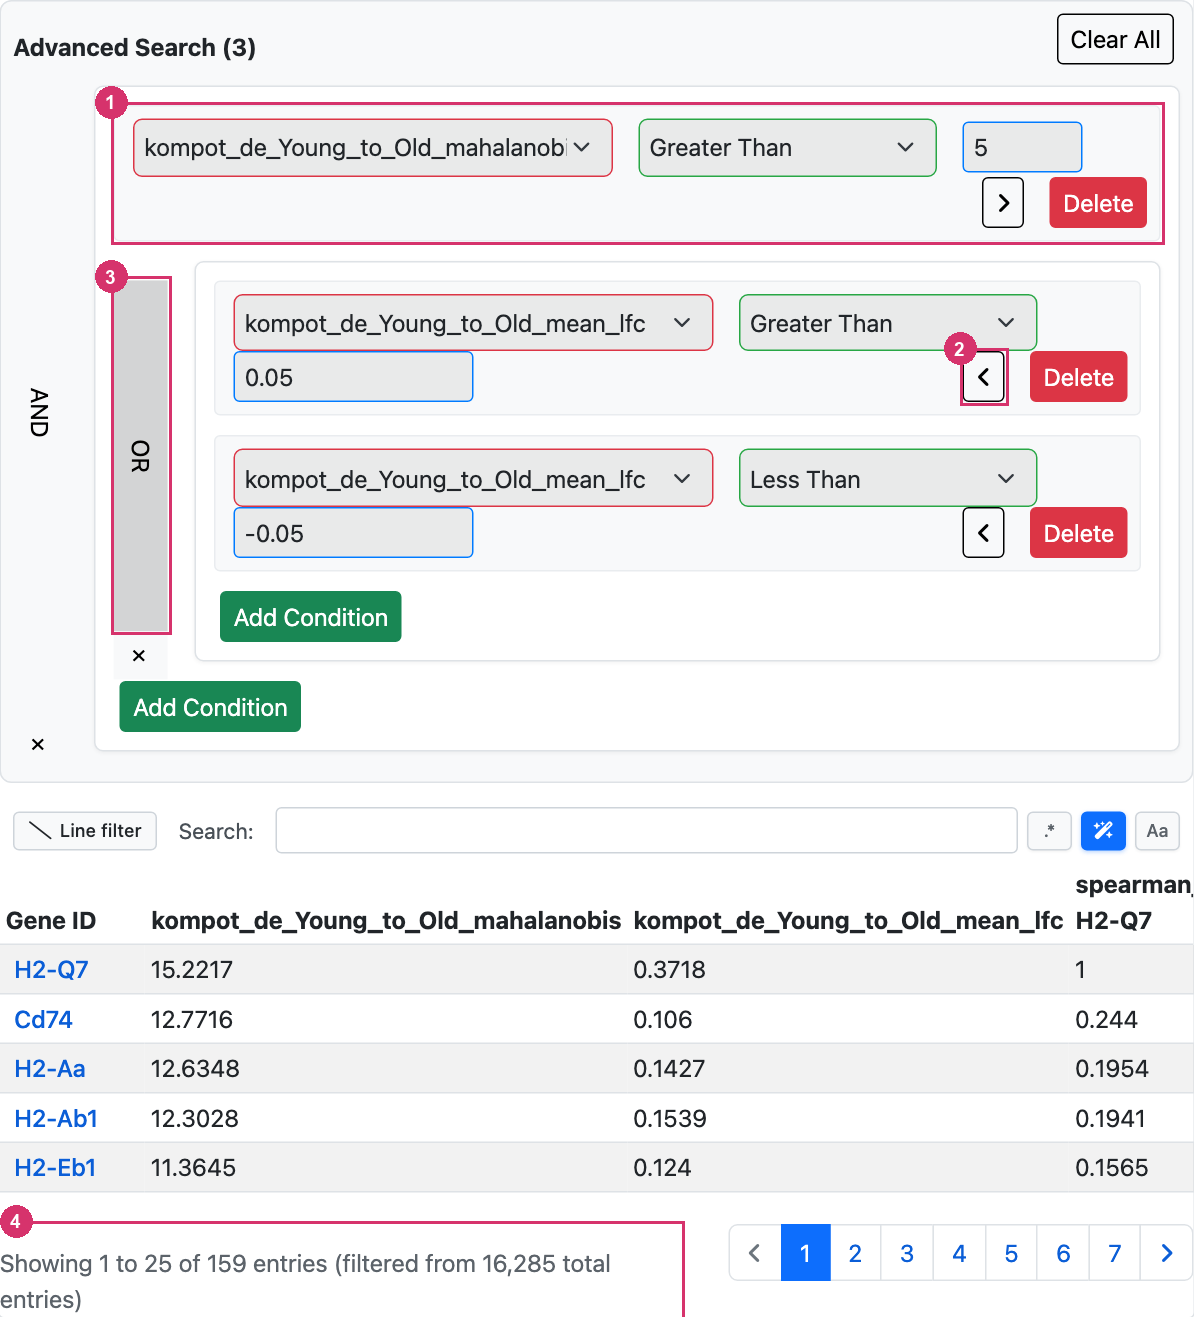 Advanced Search (3)
Clear All
1
kompot_de_Young_to_Old_mahalanobi
Greater Than
5
>
Delete
3
kompot_de_Young_to_Old_mean_lfc
Greater Than
2
0.05
<
Delete
AND
OR
kompot_de_Young_to_Old_mean_lfc
Less Than
-0.05
<
Delete
Add Condition
×
Add Condition
×
Line filter
Search:
.*
Aa
Gene ID kompot_de_Young_to_Old_mahalanobis kompot_de_Young_to_Old_mean_lfc spearman_ H2-Q7
H2-Q7 15.2217 0.3718 1
Cd74 12.7716 0.106 0.244
H2-Aa 12.6348 0.1427 0.1954
H2-Ab1 12.3028 0.1539 0.1941
H2-Eb1 11.3645 0.124 0.1565
4
Showing 1 to 25 of 159 entries (filtered from 16,285 total
entries)
< 1 2 3 4 5 6 7 >